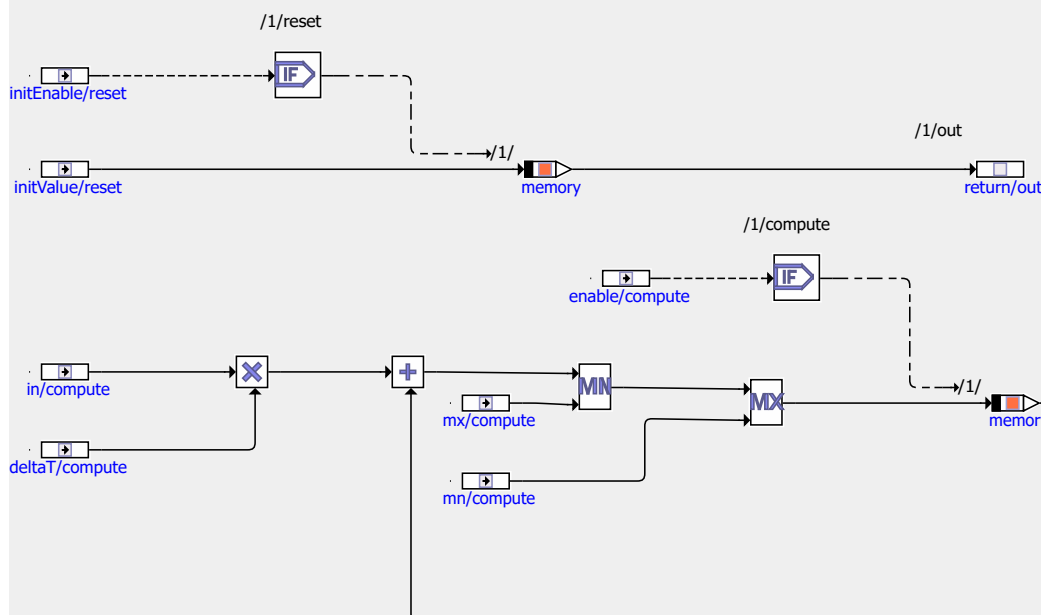 /1/reset
IF
initEnable/reset
/1/
/1/out
initValue/reset
memory
return/out
/1/compute
IF
enable/compute
in/compute
+
MN
/1/
mx/compute
MX
memor
deltaT/compute
mn/compute